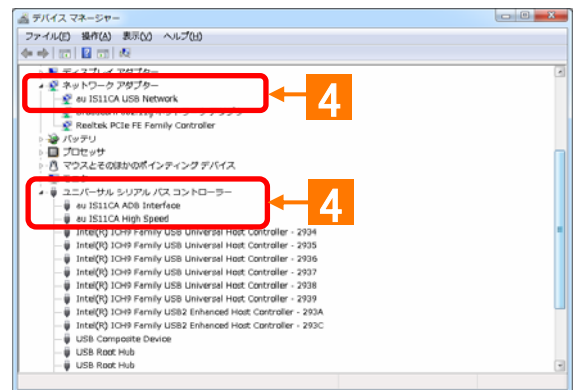 デバイス マネージャー
ファイル(F) 操作(A) 表示(V) ヘルプ(H)
ディスプレイ アダプター
ネットワーク アダプター
au IS11CA USB Network
4
Realtek PCIe FE Family Controller
バッテリ
プロセッサ
マウスとそのほかのポインティング デバイス
ユニバーサル シリアル バス コントローラー
au IS11CA ADB Interface
4
au IS11CA High Speed
Intel(R) ICH9 Family USB Universal Host Controller - 2934
Intel(R) ICH9 Family USB Universal Host Controller - 2935
Intel(R) ICH9 Family USB Universal Host Controller - 2936
Intel(R) ICH9 Family USB Universal Host Controller - 2937
Intel(R) ICH9 Family USB Universal Host Controller - 2938
Intel(R) ICH9 Family USB Universal Host Controller - 2939
Intel(R) ICH9 Family USB2 Enhanced Host Controller - 293A
Intel(R) ICH9 Family USB2 Enhanced Host Controller - 293C
USB Composite Device
USB Root Hub
USB Root Hub